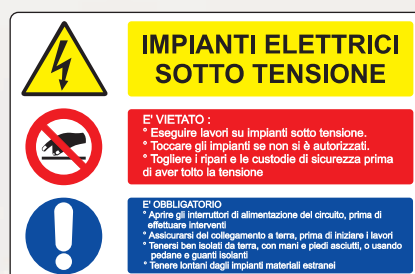 IMPIANTI ELETTRICI
SOTTO TENSIONE
E' VIETATO :
° Eseguire lavori su impianti sotto tensione.
° Toccare gli impianti se non si è autorizzati.
° Togliere i ripari e le custodie di sicurezza prima
di aver tolto la tensione
E' OBBLIGATORIO
° Aprire gli interruttori di alimentazione del circuito, prima di
effettuare interventi
° Assicurarsi del collegamento a terra, prima di iniziare i lavori
° Tenersi ben isolati da terra, con mani e piedi asciutti, o usando
pedane e guanti isolanti
° Tenere lontani dagli impianti materiali estranei